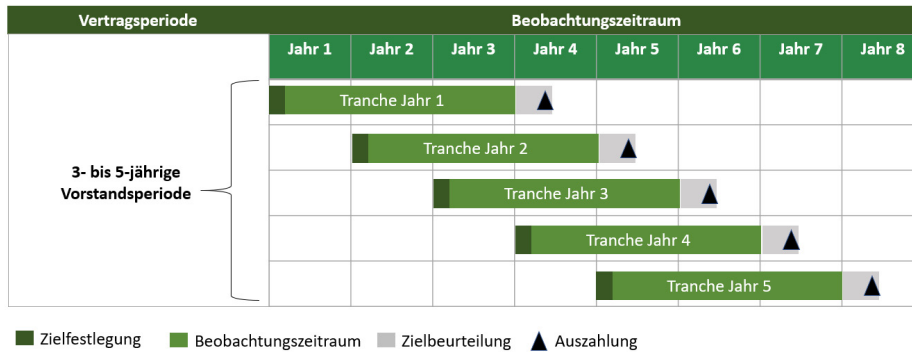 Vertragsperiode Beobachtungszeitraum
Jahr 1 Jahr 2 Jahr 3 Jahr 4 Jahr 5 Jahr 6 Jahr 7 Jahr 8
Tranche Jahr 1
Tranche Jahr 2
3- bis 5-jährige
Vorstandsperiode
Tranche Jahr 3
Tranche Jahr 4
Tranche Jahr 5
Zielfestlegung Beobachtungszeitraum Zielbeurteilung Auszahlung